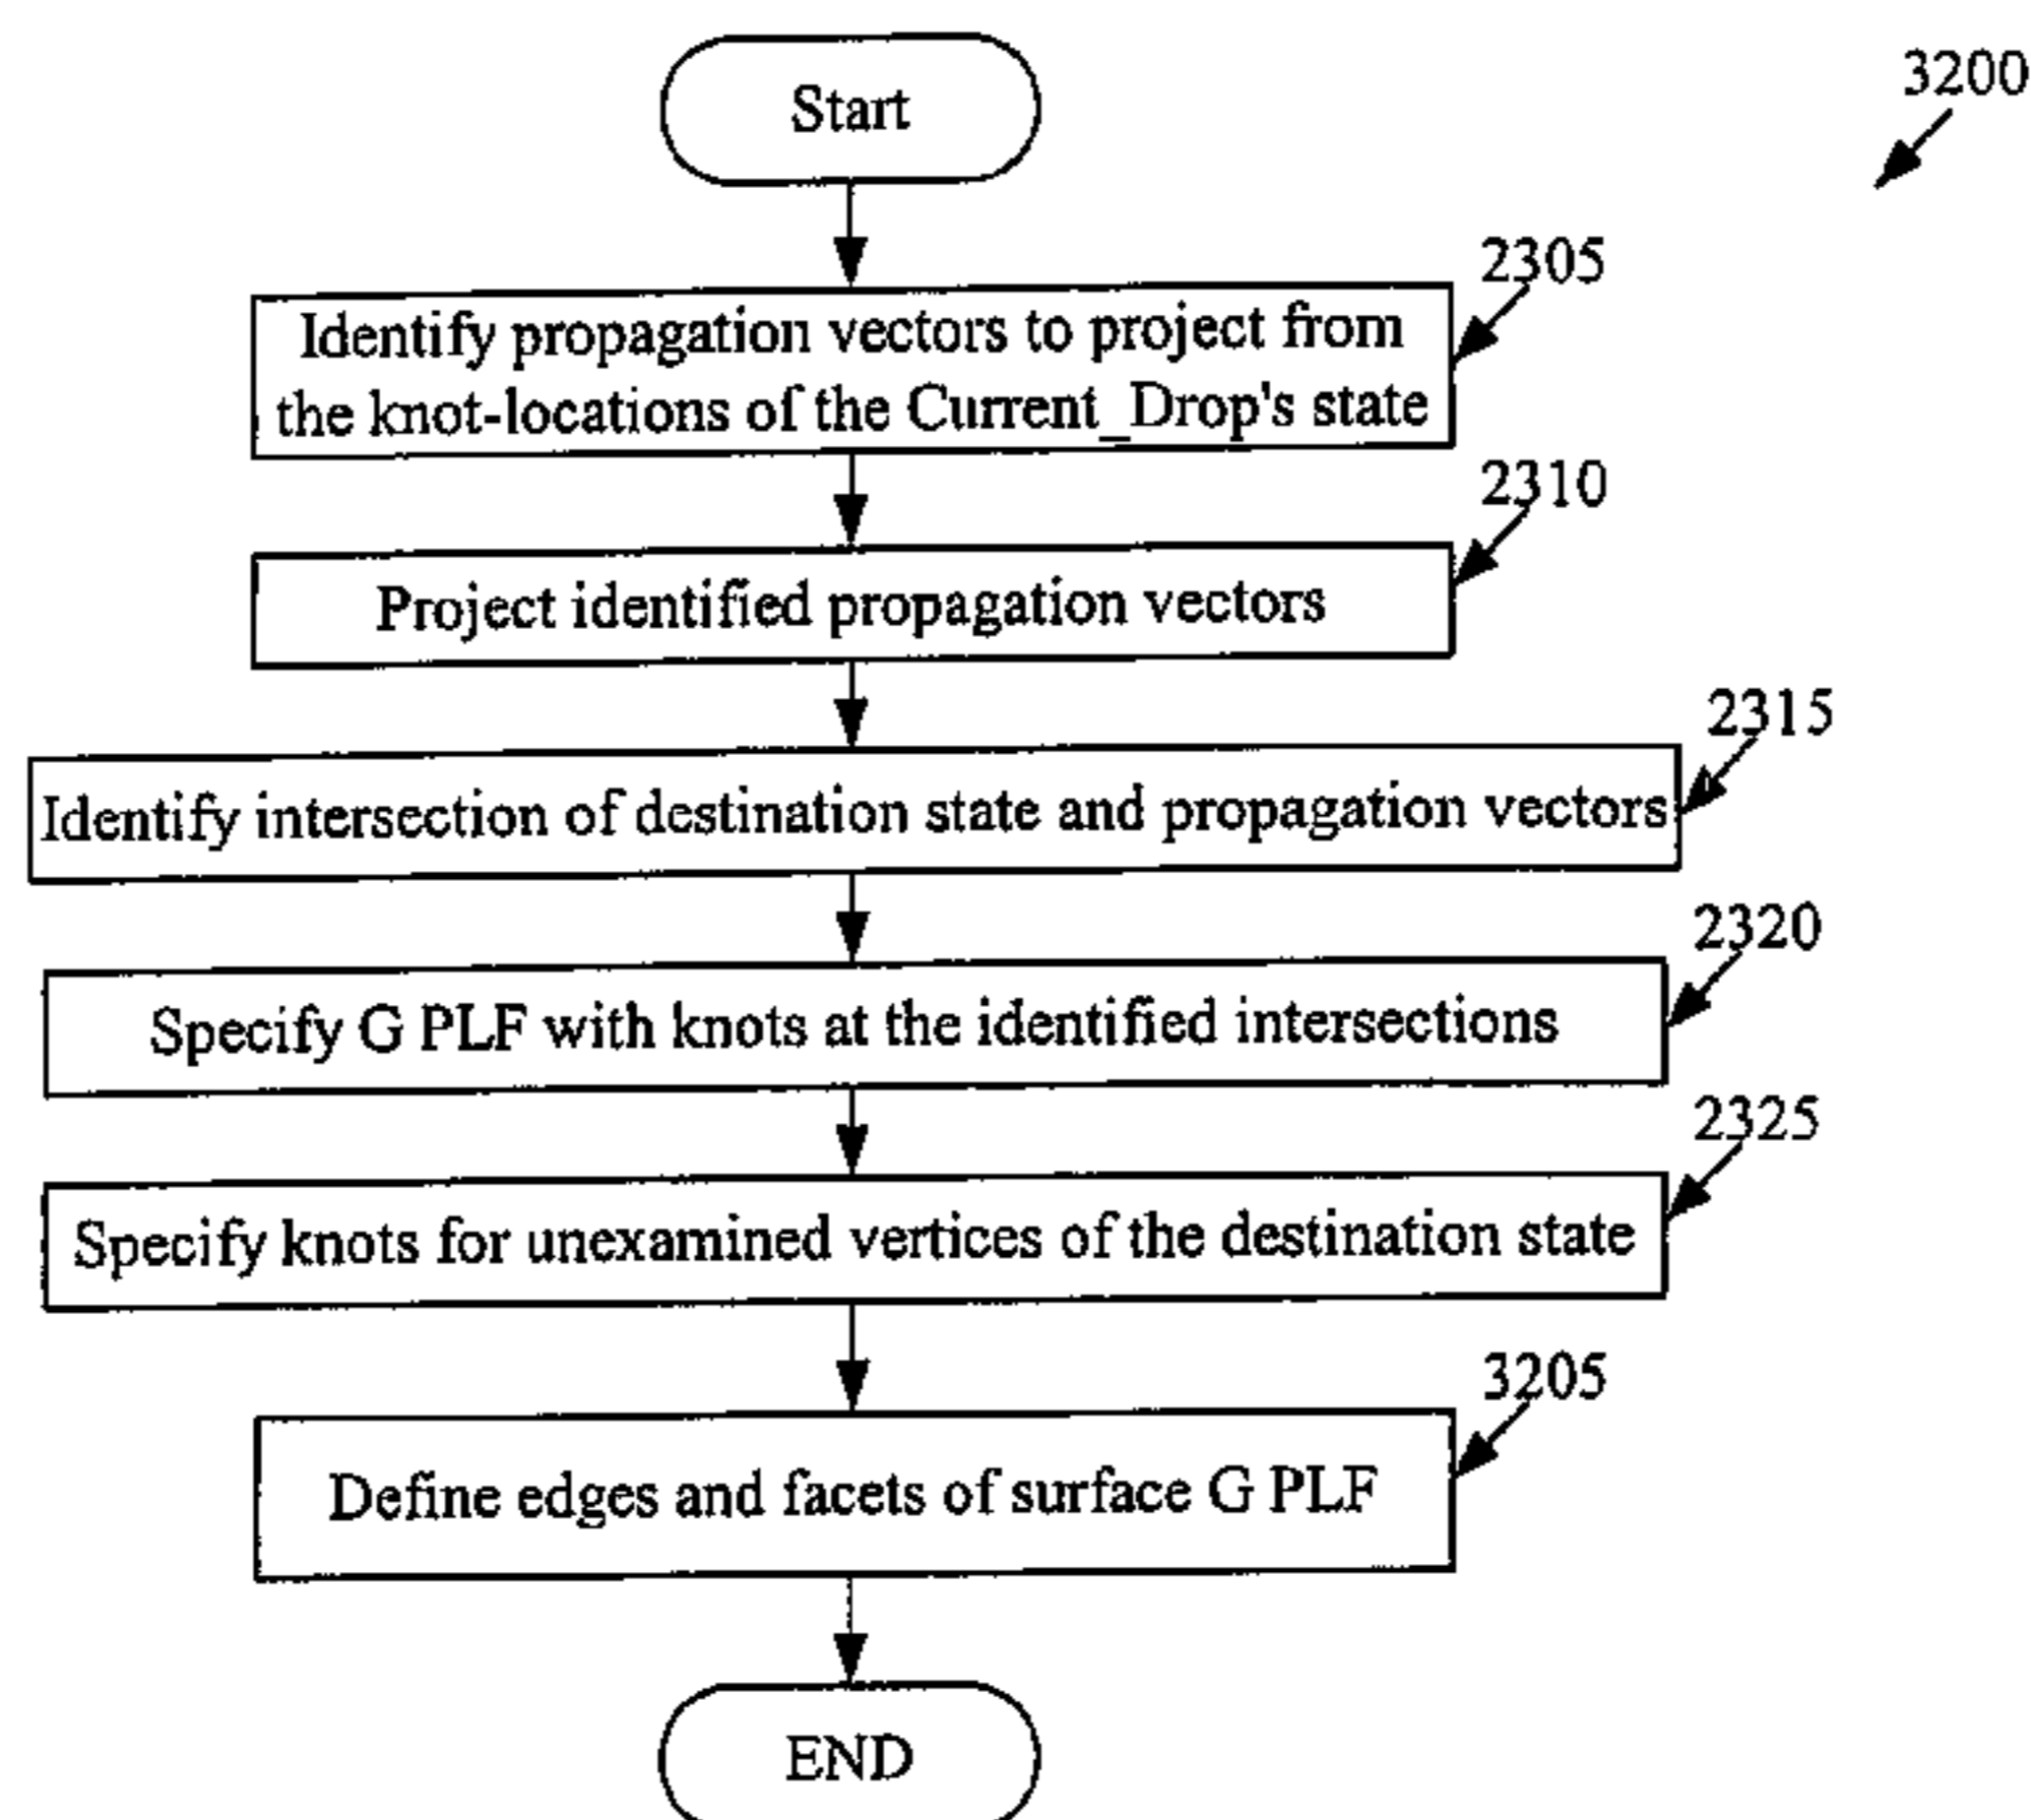 Start
3200
2305
Identify propagation vectors to project from
the knot-locations of the Current_Drop's state
2310
Project identified propagation vectors
2315
Identify intersection of destination state and propagation vectors
2320
Specify G PLF with knots at the identified intersections
2325
Specify knots for unexamined vertices of the destination state
3205
Define edges and facets of surface G PLF
END